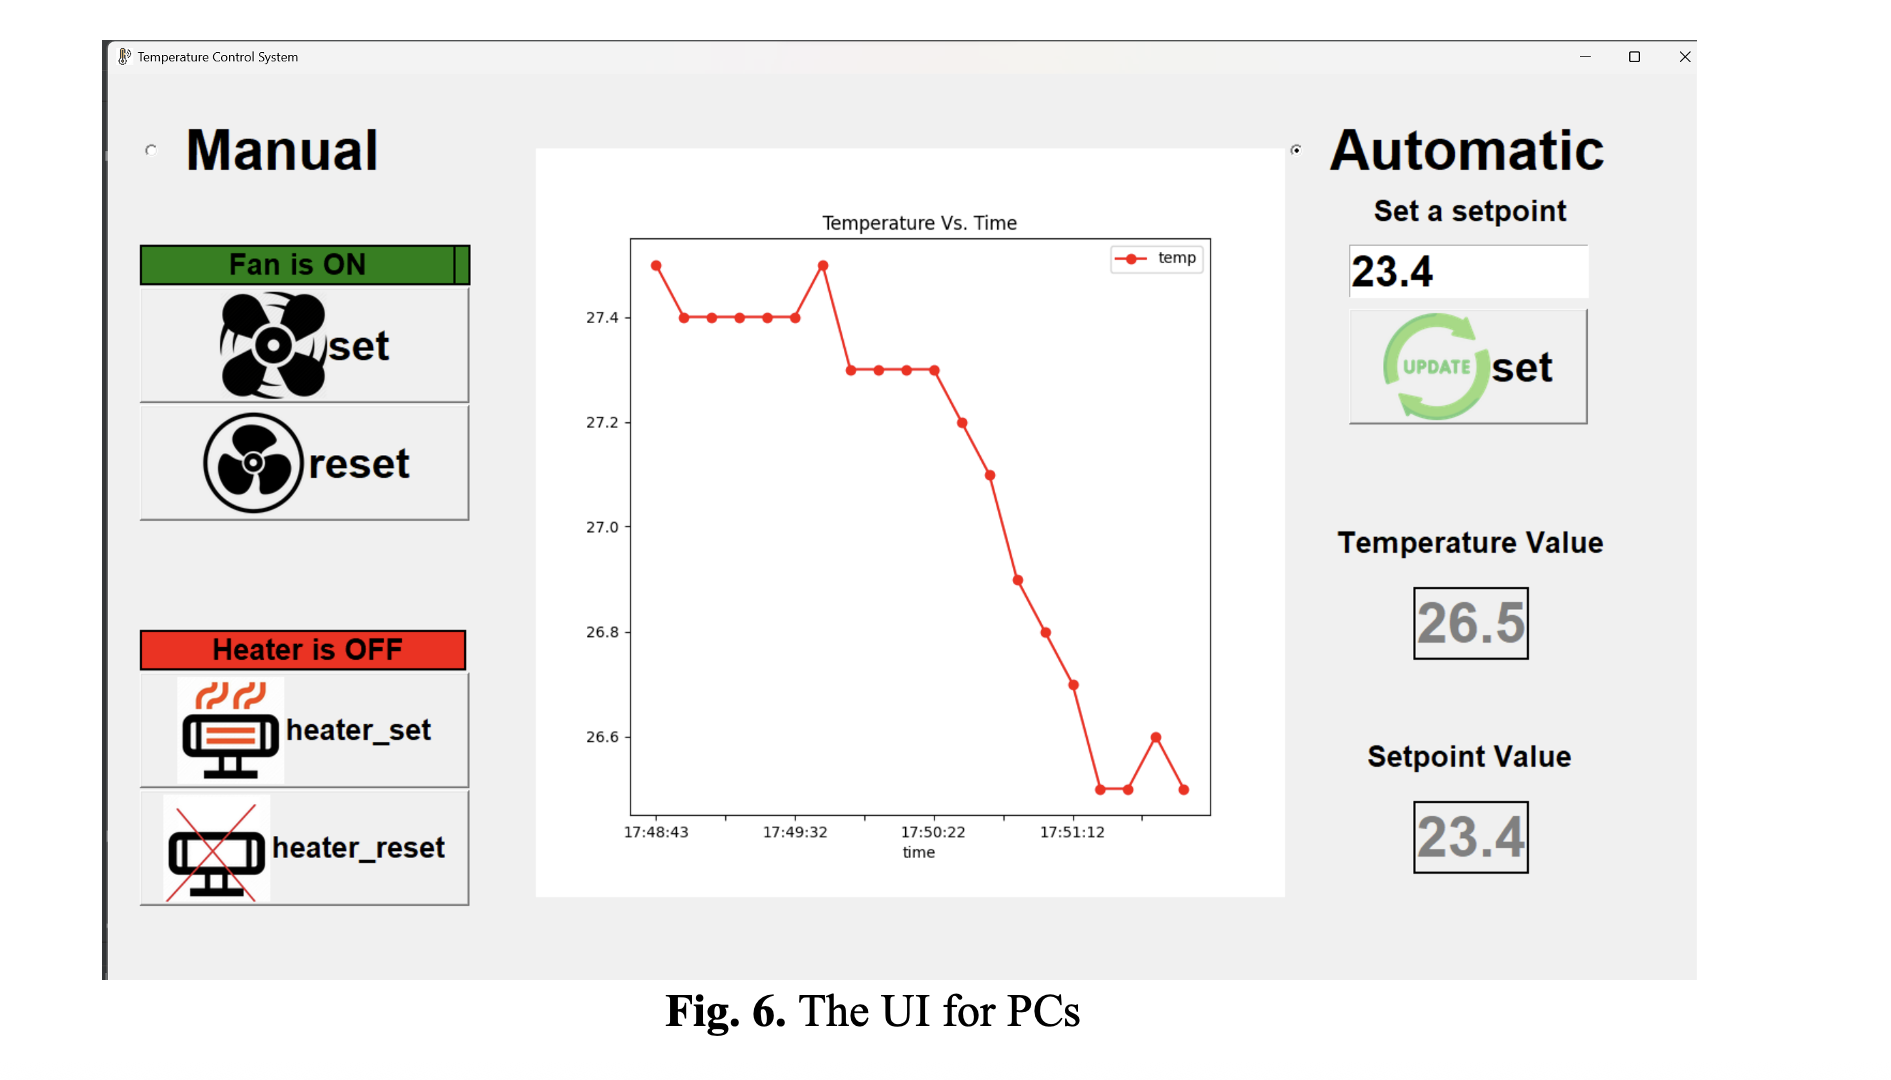 Temperature Control System
Manual
Fan is ON
set
reset
Heater is OFF
heater_set
heater_reset
Temperature Vs. Time
temp
27.4
27.2
27.0
26.8
26.6
17:48:43 17:49:32 17:50:22 17:51:12
time
Automatic
Set a setpoint
23.4
UPDATE set
Temperature Value
26.5
Setpoint Value
23.4
Fig. 6. The UI for PCs